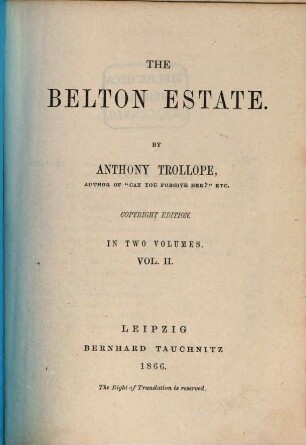 THE
BELTON ESTATE.
BY
ANTHONY TROLLOPE,
AUTHOR OF "CAN YOU FORGIVE HER?" ETC.
COPYRIGHT EDITION.
IN TWO VOLUMES.
VOL. II.
LEIPZIG
BERNHARD TAUCHNITZ
1866.
The Right of Translation is reserved.